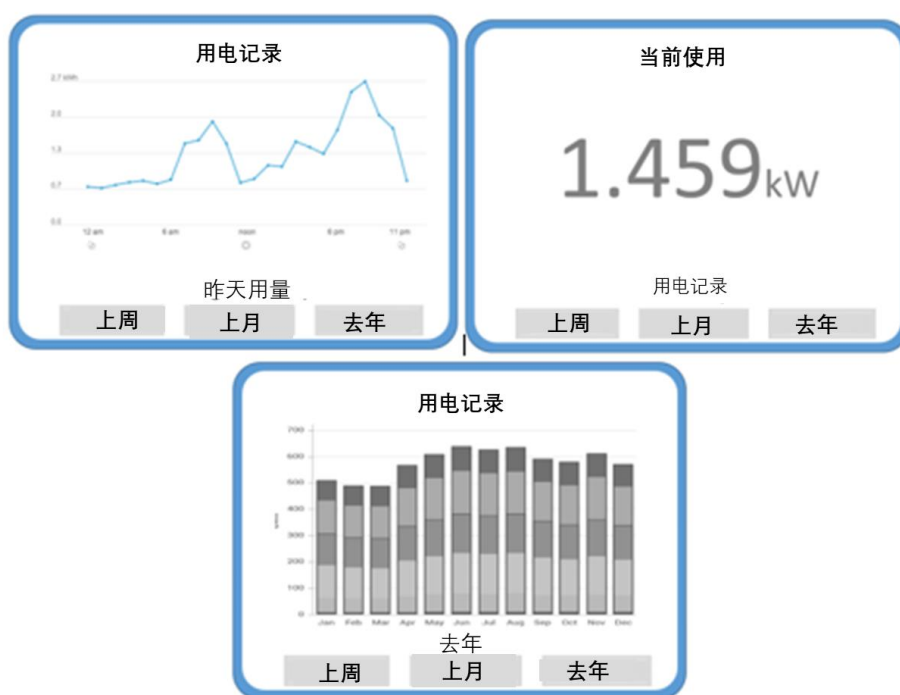 用电记录
2.7 kWh
2.0
1.3
0.7
0.0
12 am 6 am noon 6 pm 11 pm
昨天用量
上周 上月 去年
当前使用
1.459kW
用电记录
上周 上月 去年
用电记录
700
600
500
400
300
200
100
0
Jan Feb Mar Apr May Jun Jul Aug Sep Oct Nov Dec
去年
上周 上月 去年